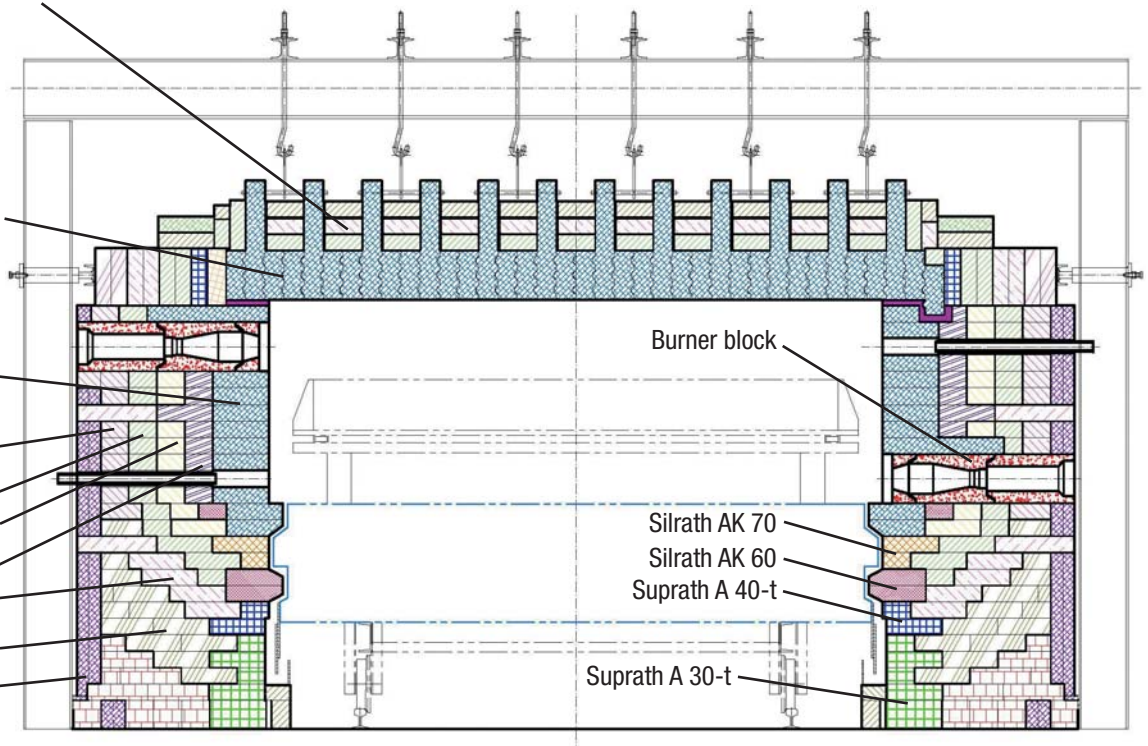 Burner block
Silrath AK 70
Silrath AK 60
Suprath A 40-t
Suprath A 30-t